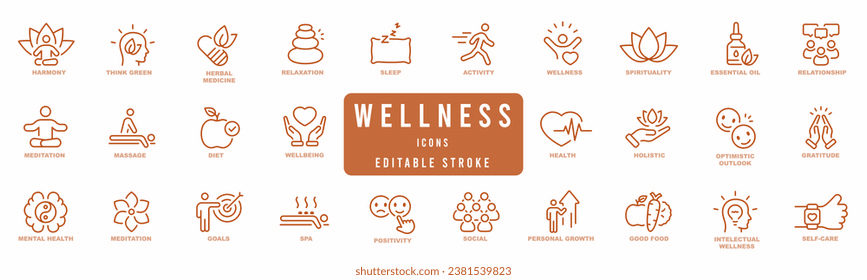 HARMONY
THINK GREEN
HERBAL
MEDICINE
RELAXATION
SLEEP
ACTIVITY
WELLNESS
SPIRITUALITY
ESSENTIAL OIL
RELATIONSHIP
MEDITATION
MASSAGE
DIET
WELLBEING
WELLNESS
ICONS
EDITABLE STROKE
HEALTH
HOLISTIC
OPTIMISTIC
OUTLOOK
GRATITUDE
MENTAL HEALTH
MEDITATION
GOALS
SPA
POSITIVITY
SOCIAL
PERSONAL GROWTH
GOOD FOOD
INTELECTUAL
WELLNESS
SELF-CARE
shutterstock.com · 2381539823